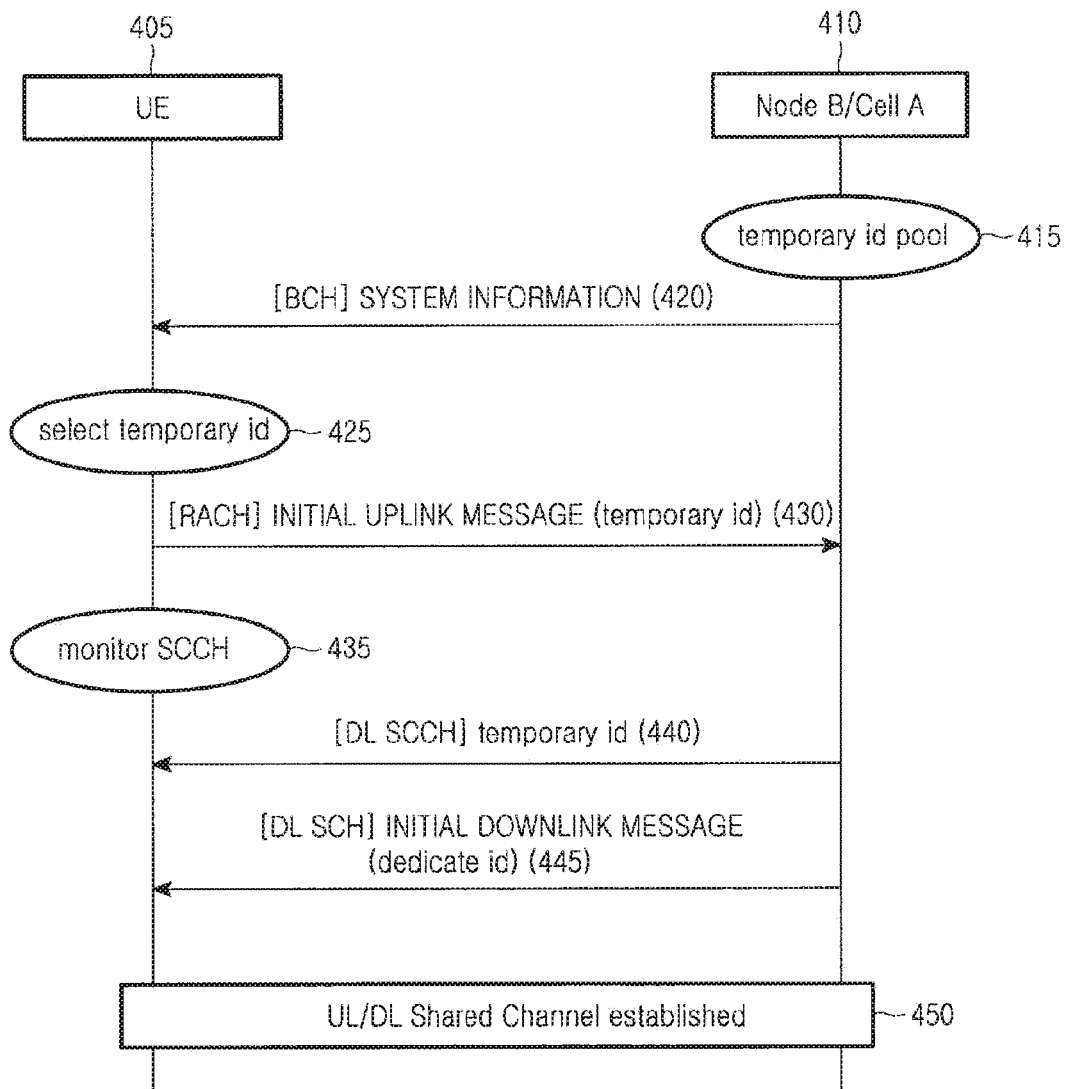 405
410
UE
Node B/Cell A
temporary id pool
415
[BCH] SYSTEM INFORMATION (420)
select temporary id
425
[RACH] INITIAL UPLINK MESSAGE (temporary id) (430)
monitor SCCH
435
[DL SCCH] temporary id (440)
[DL SCH] INITIAL DOWNLINK MESSAGE
(dedicate id) (445)
UL/DL Shared Channel established
450